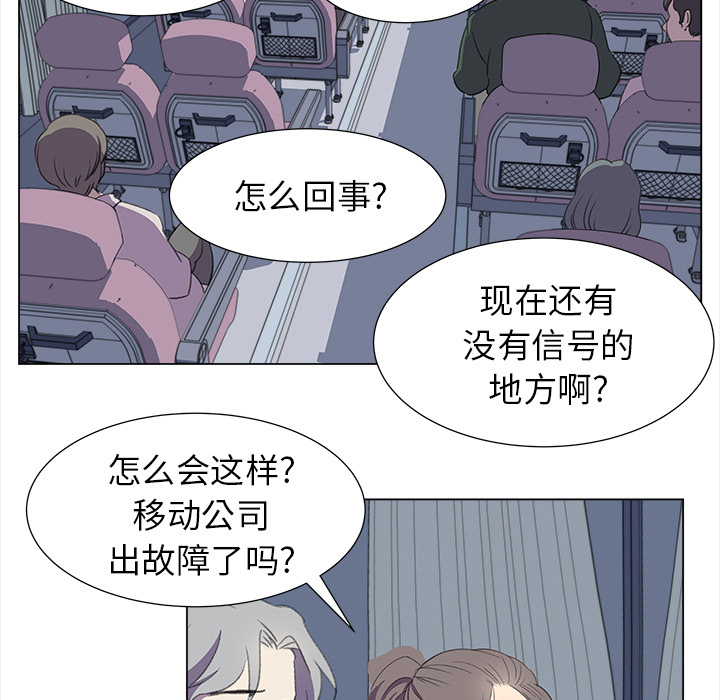 怎么回事?
现在还有
没有信号的
地方啊?
怎么会这样?
移动公司
出故障了吗?